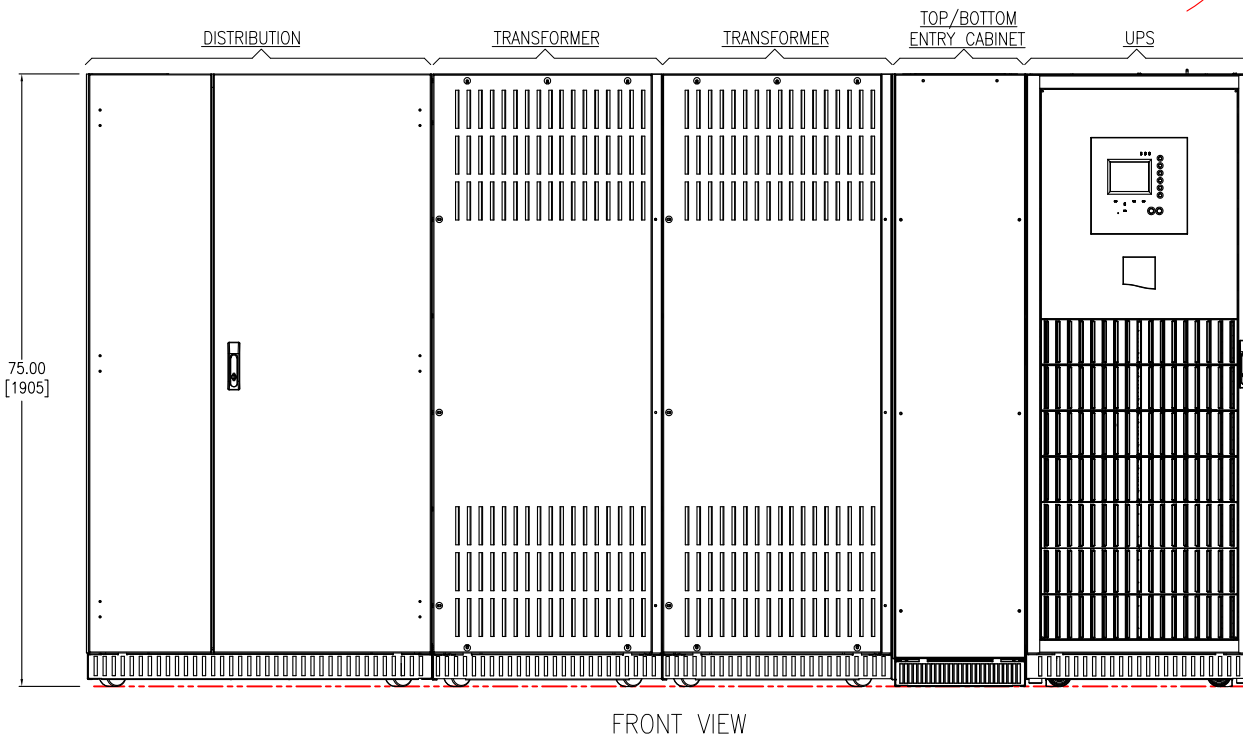 DISTRIBUTION
TRANSFORMER
TRANSFORMER
TOP/BOTTOM
ENTRY CABINET
UPS
75.00
[1905]
FRONT VIEW